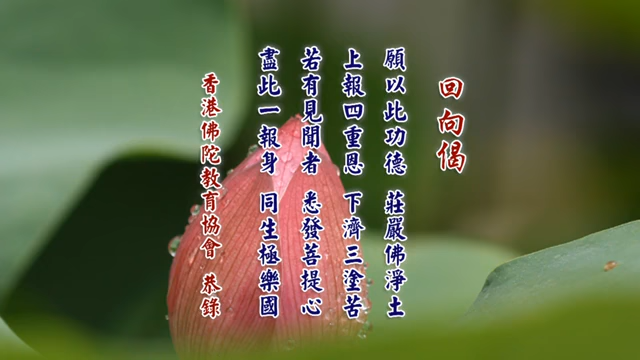 回向偈
願以此功德 莊嚴佛淨土
上報四重恩 下濟三塗苦
若有見聞者 悉發菩提心
盡此一報身 同生極樂國
香港佛陀教育協會 恭錄